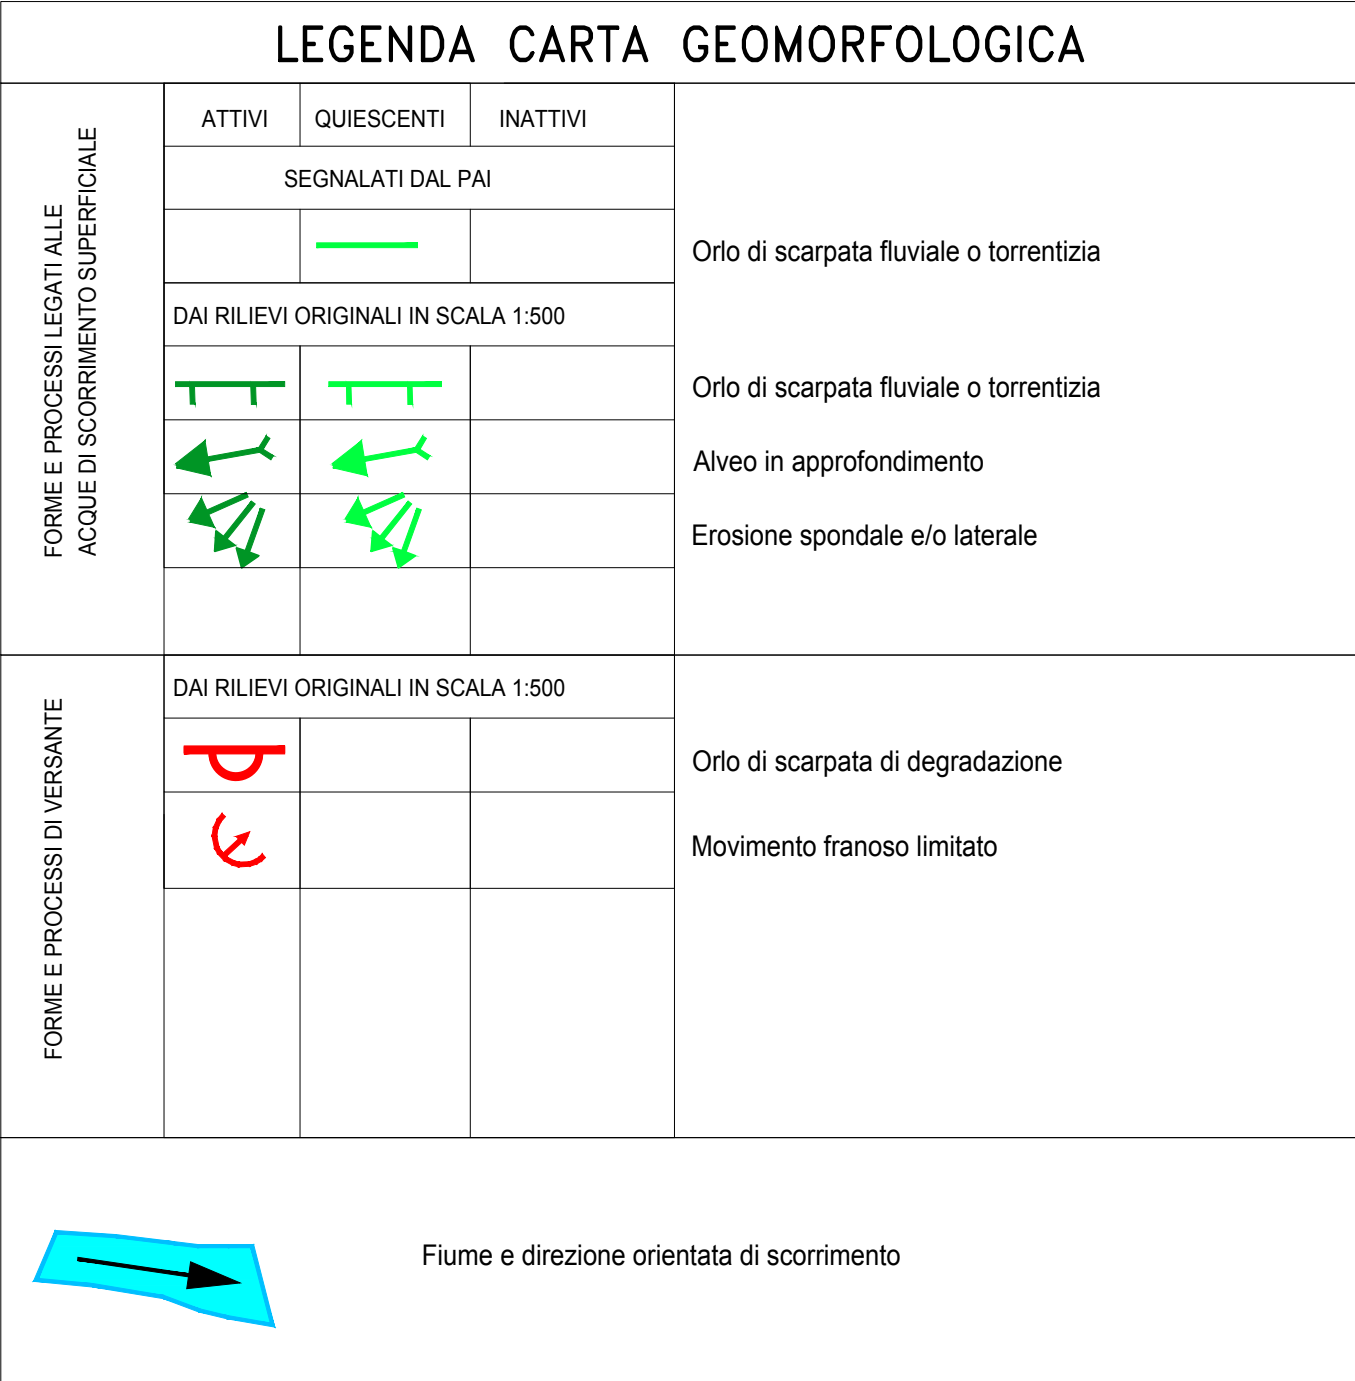 LEGENDA CARTA GEOMORFOLOGICA
ATTIVI QUIESCENTI INATTIVI
FORME E PROCESSI LEGATI ALLE
ACQUE DI SCORRIMENTO SUPERFICIALE
SEGNALATI DAL PAI
Orlo di scarpata fluviale o torrentizia
DAI RILIEVI ORIGINALI IN SCALA 1:500
Orlo di scarpata fluviale o torrentizia
Alveo in approfondimento
Erosione spondale e/o laterale
FORME E PROCESSI DI VERSANTE
DAI RILIEVI ORIGINALI IN SCALA 1:500
Orlo di scarpata di degradazione
Movimento franoso limitato
Fiume e direzione orientata di scorrimento